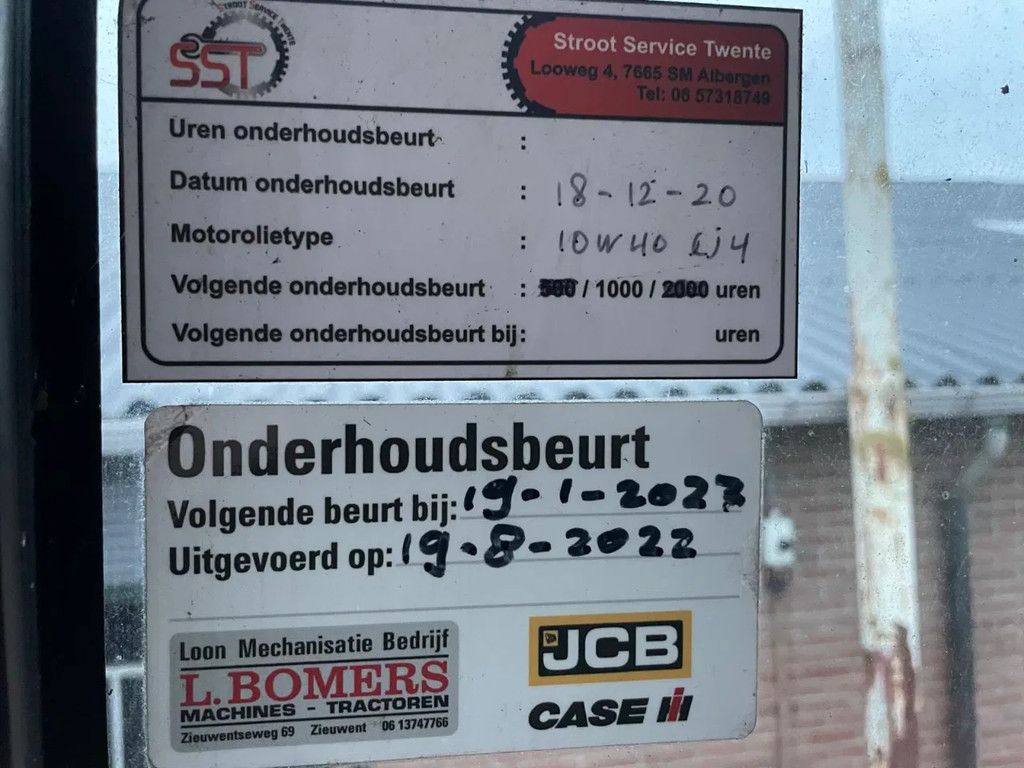 STROOT SERVICE TWENTE
SST
Stroot Service Twente
Looweg 4, 7665 SM Albergen
Tel: 06 57318749
Uren onderhoudsbeurt :
Datum onderhoudsbeurt : 18-12-20
Motorolietype : 10W40 CJ4
Volgende onderhoudsbeurt : 500 / 1000 / 2000 uren
Volgende onderhoudsbeurt bij: uren
Onderhoudsbeurt
Volgende beurt bij: 19-1-2023
Uitgevoerd op: 19-8-2022
Loon Mechanisatie Bedrijf
L.BOMERS
MACHINES - TRACTOREN
Zieuwentseweg 69 Zieuwent 06 13747766
JCB
CASE IH